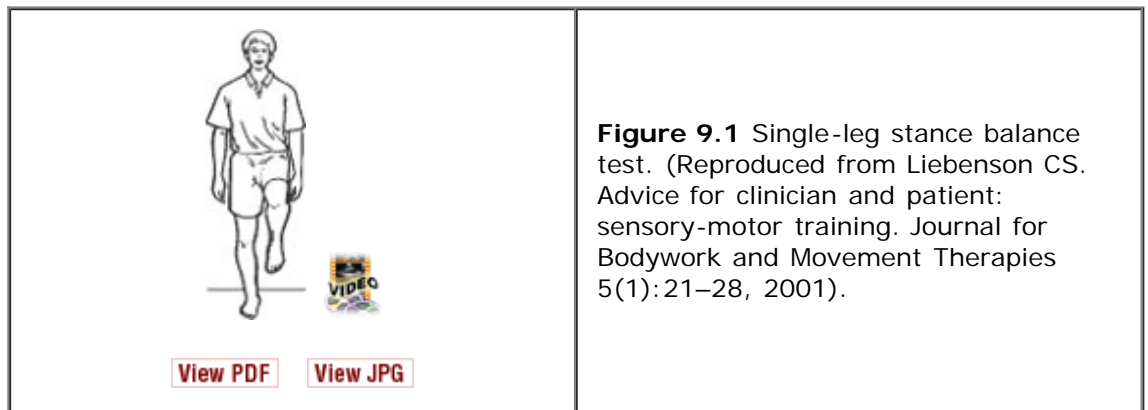 VIDEO
View PDF
View JPG
Figure 9.1 Single-leg stance balance
test. (Reproduced from Liebenson CS.
Advice for clinician and patient:
sensory-motor training. Journal for
Bodywork and Movement Therapies
5(1):21–28, 2001).